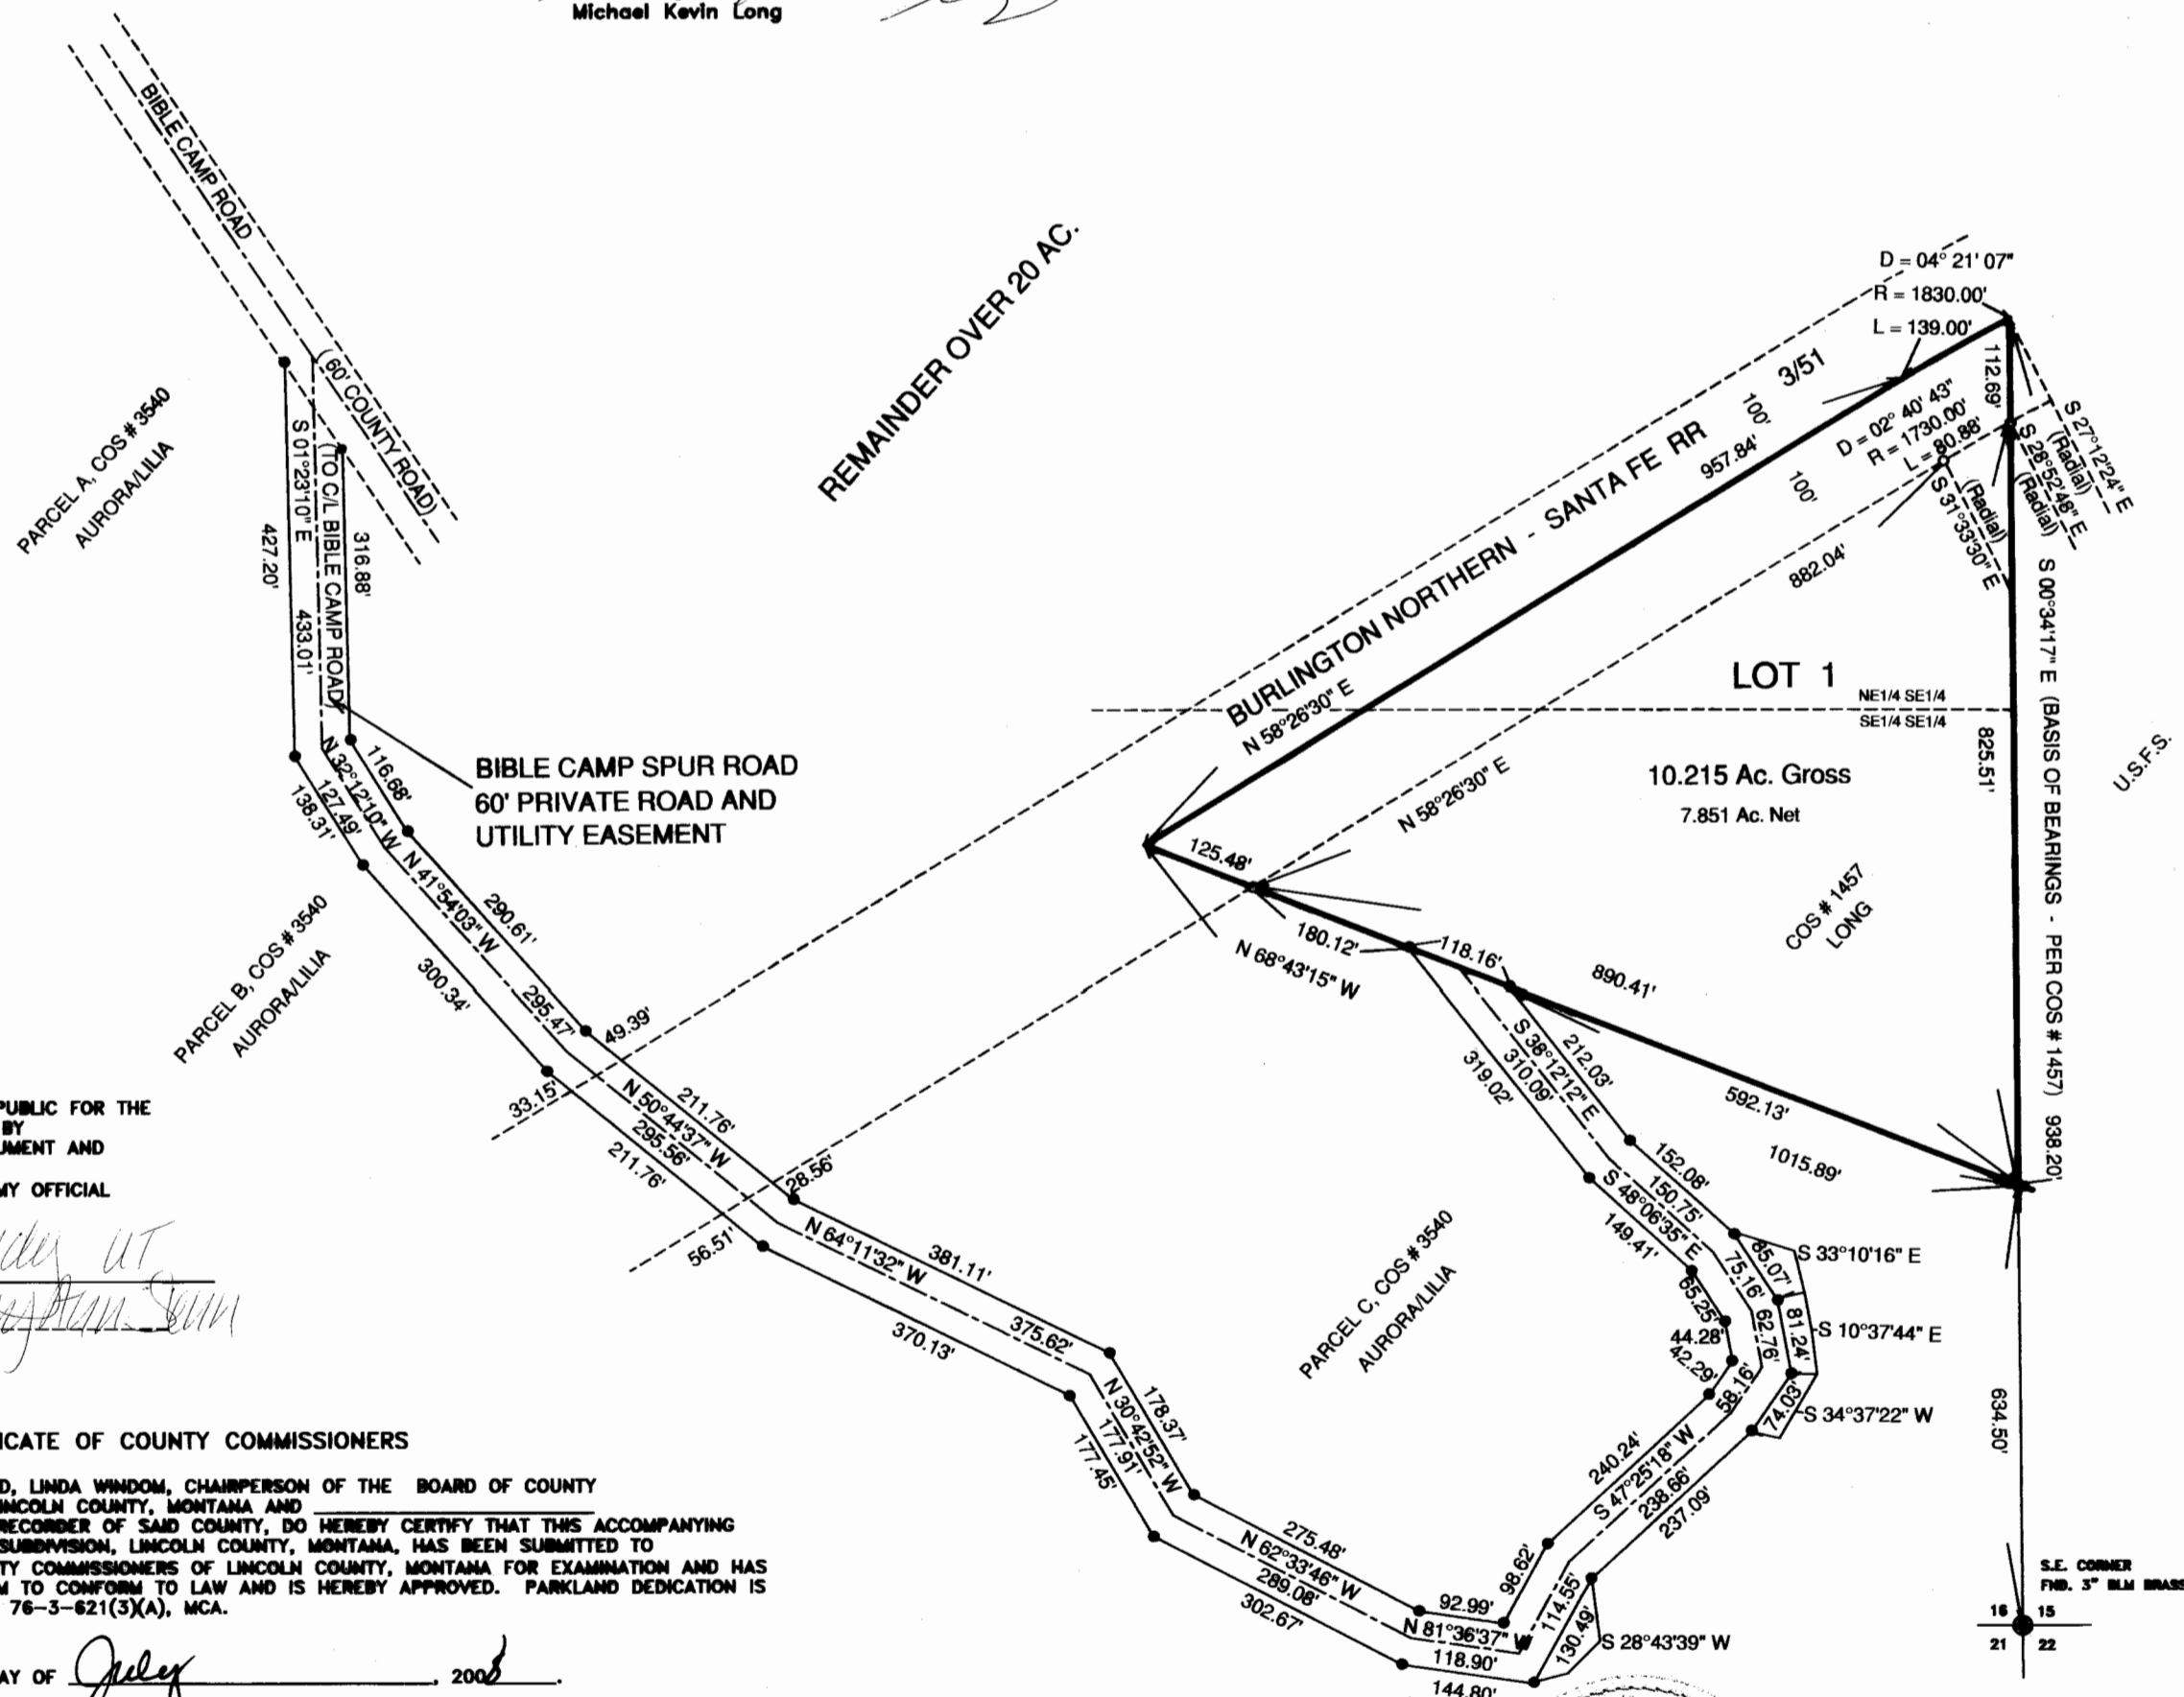 Michael Kevin Long
BIBLE CAMP ROAD
(60' COUNTY ROAD)
PARCEL A, COS # 3540
AURORA/LILIA
S 01°23'10" E
(TO C/L BIBLE CAMP ROAD)
427.20'
433.01'
316.88'
REMAINDER OVER 20 AC.
D = 04° 21' 07"
R = 1830.00'
L = 139.00'
3/51
100'
112.69'
S 27°12'24" E
(Radial)
S 28°52'48" E
(Radial)
S 31°33'30" E
(Radial)
D = 02° 40' 43"
R = 1730.00'
L = 80.88'
957.84'
100'
BURLINGTON NORTHERN - SANTA FE RR
N 58°26'30" E
882.04'
N 58°26'30" E
LOT 1
NE1/4 SE1/4
SE1/4 SE1/4
10.215 Ac. Gross
7.851 Ac. Net
825.51'
S 00°34'17" E (BASIS OF BEARINGS - PER COS # 1457) 938.20'
U.S.F.S.
COS # 1457
LONG
BIBLE CAMP SPUR ROAD
60' PRIVATE ROAD AND
UTILITY EASEMENT
116.68'
N 32°12'10" W
127.49'
138.31'
N 41°54'03" W
290.61'
295.47'
300.34'
PARCEL B, COS # 3540
AURORA/LILIA
49.39'
33.15'
N 50°44'37" W
211.76'
295.56'
211.76'
28.56'
56.51'
125.48'
180.12'
N 68°43'15" W
118.16'
890.41'
592.13'
1015.89'
212.03'
S 38°12'12" E
310.09'
319.02'
152.08'
150.75'
S 48°06'35" E
149.41'
85.07'
75.16'
65.25'
S 33°10'16" E
81.24'
62.76'
44.28'
S 10°37'44" E
42.29'
58.16'
74.03'
S 34°37'22" W
PARCEL C, COS # 3540
AURORA/LILIA
N 64°11'32" W
381.11'
375.62'
370.13'
178.37'
N 30°42'52" W
177.91'
177.45'
240.24'
S 47°25'18" W
238.66'
237.09'
275.48'
N 62°33'46" W
289.08'
302.67'
98.62'
114.55'
130.49'
S 28°43'39" W
92.99'
N 81°36'37" W
118.90'
144.80'
634.50'
S.E. CORNER
FND. 3" BLM BRASS
16 15
21 22
PUBLIC FOR THE
BY
UMENT AND
MY OFFICIAL
UT
ICATE OF COUNTY COMMISSIONERS
D, LINDA WINDOM, CHAIRPERSON OF THE BOARD OF COUNTY
INCOLN COUNTY, MONTANA AND
RECORDER OF SAID COUNTY, DO HEREBY CERTIFY THAT THIS ACCOMPANYING
SUBDIVISION, LINCOLN COUNTY, MONTANA, HAS BEEN SUBMITTED TO
TY COMMISSIONERS OF LINCOLN COUNTY, MONTANA FOR EXAMINATION AND HAS
M TO CONFORM TO LAW AND IS HEREBY APPROVED. PARKLAND DEDICATION IS
76-3-621(3)(A), MCA.
AY OF July, 2008.